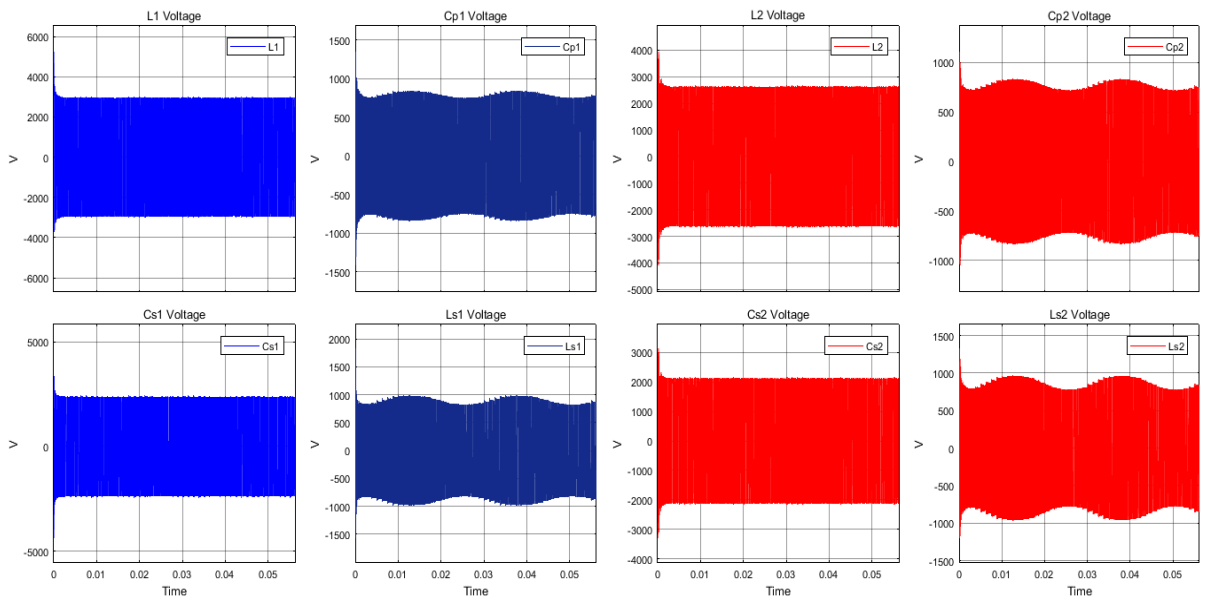 L1 Voltage
6000
4000
2000
0
-2000
-4000
-6000
V
L1
Cp1 Voltage
1500
1000
500
0
-500
-1000
-1500
V
Cp1
L2 Voltage
4000
3000
2000
1000
0
-1000
-2000
-3000
-4000
-5000
V
L2
Cp2 Voltage
1000
500
0
-500
-1000
V
Cp2
Cs1 Voltage
5000
0
-5000
V
Cs1
0 0.01 0.02 0.03 0.04 0.05
Time
Ls1 Voltage
2000
1500
1000
500
0
-500
-1000
-1500
V
Ls1
0 0.01 0.02 0.03 0.04 0.05
Time
Cs2 Voltage
3000
2000
1000
0
-1000
-2000
-3000
-4000
V
Cs2
0 0.01 0.02 0.03 0.04 0.05
Time
Ls2 Voltage
1500
1000
500
0
-500
-1000
-1500
V
Ls2
0 0.01 0.02 0.03 0.04 0.05
Time